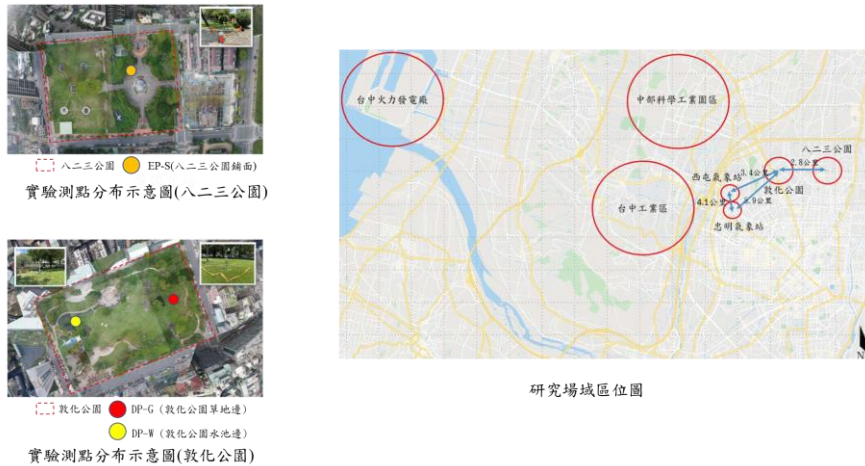 八二三公園
EP-S(八二三公園鋪面)
實驗測點分布示意圖(八二三公園)
敦化公園
DP-G (敦化公園草地邊)
DP-W (敦化公園水池邊)
實驗測點分布示意圖(敦化公園)
台中火力發電廠
中部科學工業園區
台中工業區
八二三公園
2.8公里
3.4公里
西屯氣象站
敦化公園
4.1公里
3.9公里
忠明氣象站
N
研究場域區位圖